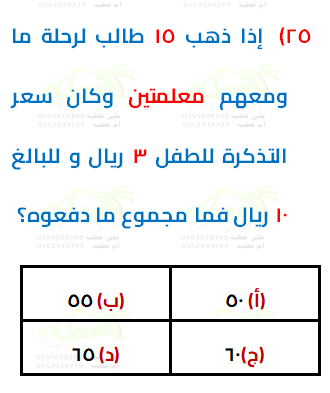 ٢٥) إذا ذهب ١٥ طالب لرحلة ما
ومعهم معلمتين وكان سعر
التذكرة للطفل ٣ ريال و للبالغ
١٠ ريال فما مجموع ما دفعوه؟
(أ) ٥٠
(ب) ٥٥
(ج) ٦٠
(د) ٦٥